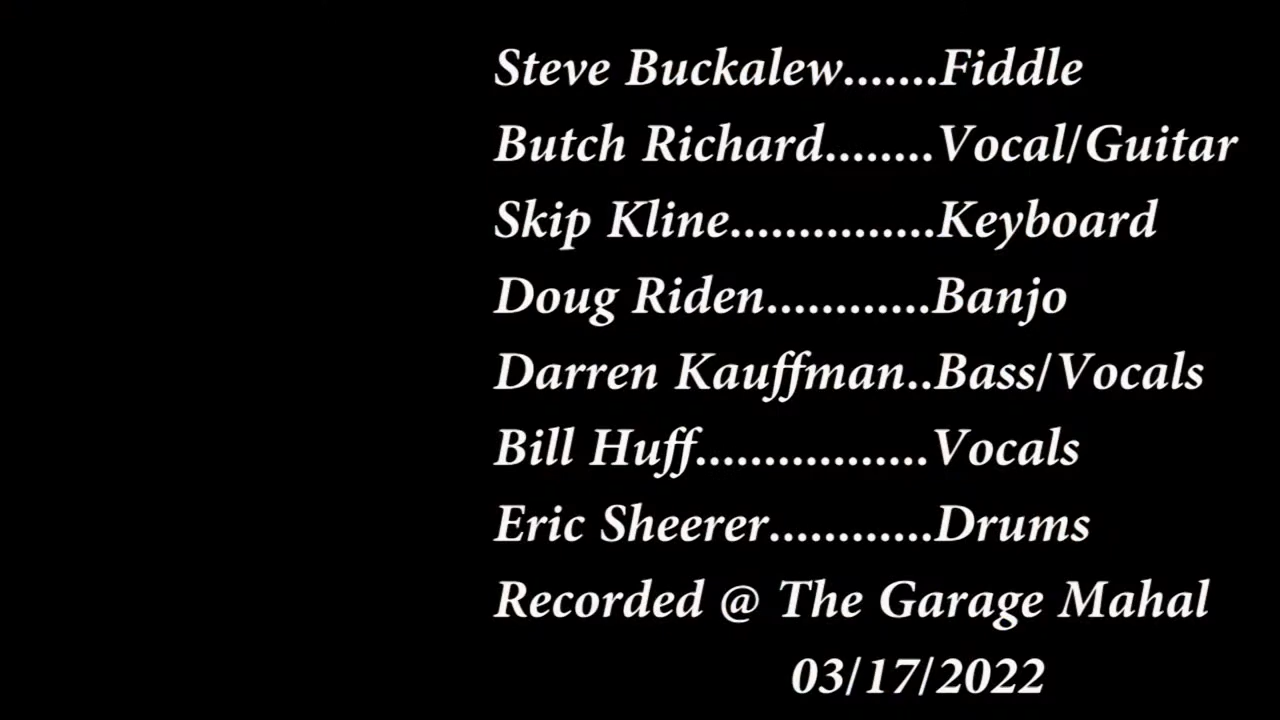 Steve Buckalew.......Fiddle
Butch Richard........Vocal/Guitar
Skip Kline...............Keyboard
Doug Riden............Banjo
Darren Kauffman..Bass/Vocals
Bill Huff.................Vocals
Eric Sheerer............Drums
Recorded @ The Garage Mahal
03/17/2022